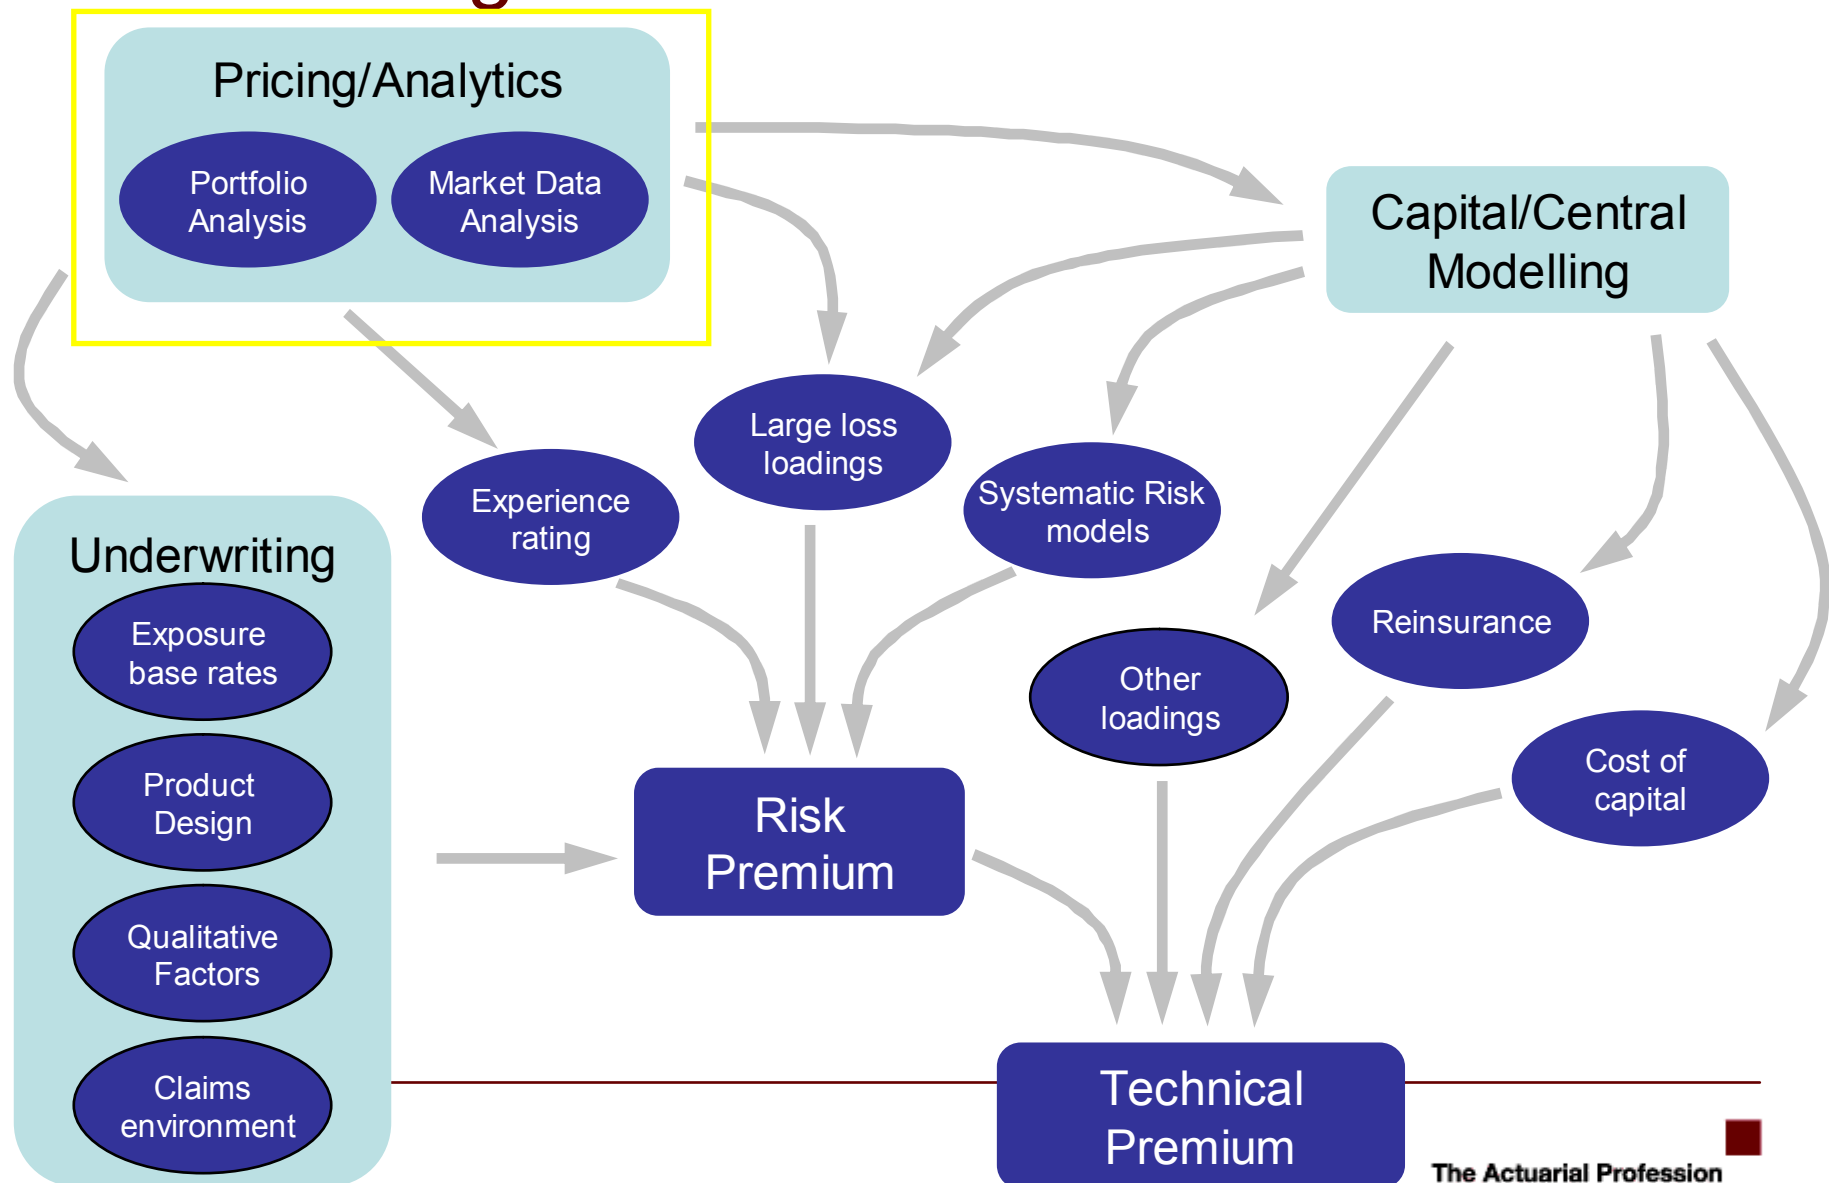 Pricing/Analytics
Portfolio
Analysis
Market Data
Analysis
Capital/Central
Modelling
Large loss
loadings
Experience
rating
Systematic Risk
models
Underwriting
Exposure
base rates
Product
Design
Qualitative
Factors
Claims
environment
Other
loadings
Reinsurance
Cost of
capital
Risk
Premium
Technical
Premium
The Actuarial Profession